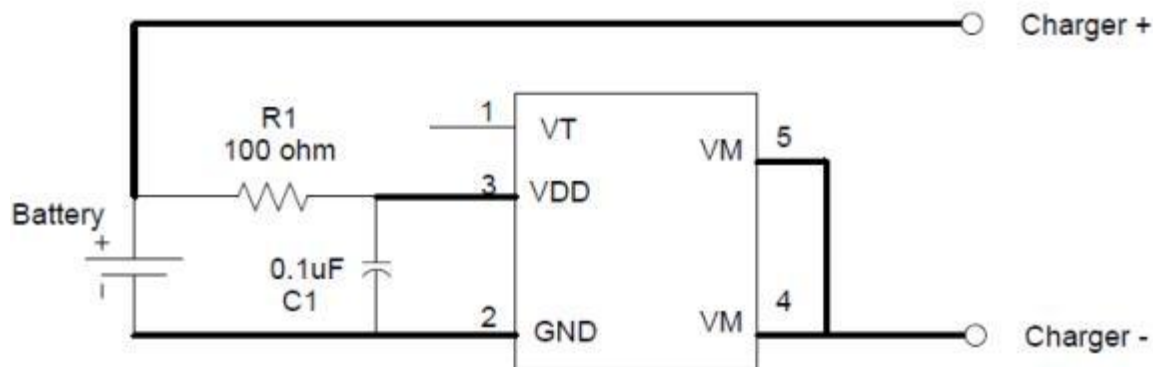 Charger +
R1
100 ohm
1
VT
VM
5
3
VDD
Battery
+
0.1uF
C1
-
2
GND
VM
4
Charger -